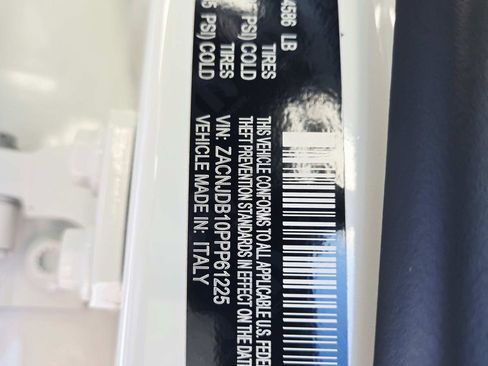 4586 LB
PSI) COLD TIRES
5 PSI) COLD TIRES
THIS VEHICLE CONFORMS TO ALL APPLICABLE U.S. FEDE
THEFT PREVENTION STANDARDS IN EFFECT ON THE DAT
VIN: ZACNJDB10PPP61225
VEHICLE MADE IN: ITALY